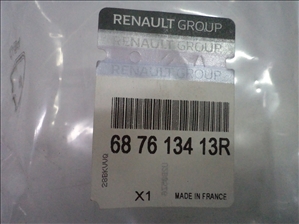 RENAULT GROUP
RENAULT GROUP
RENAULT GROUP
68 76 134 13R
X1
MADE IN FRANCE